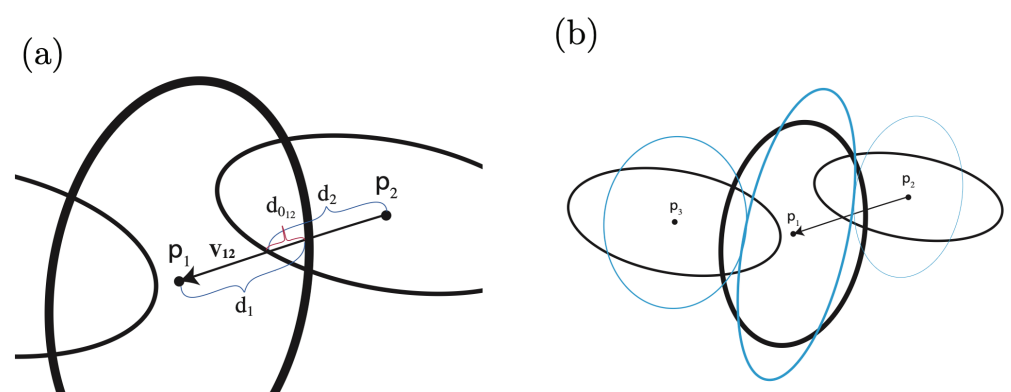 (a)
p₂
d₂
d₀₁₂
p₁
v₁₂
d₁
(b)
p₂
p₃
p₁